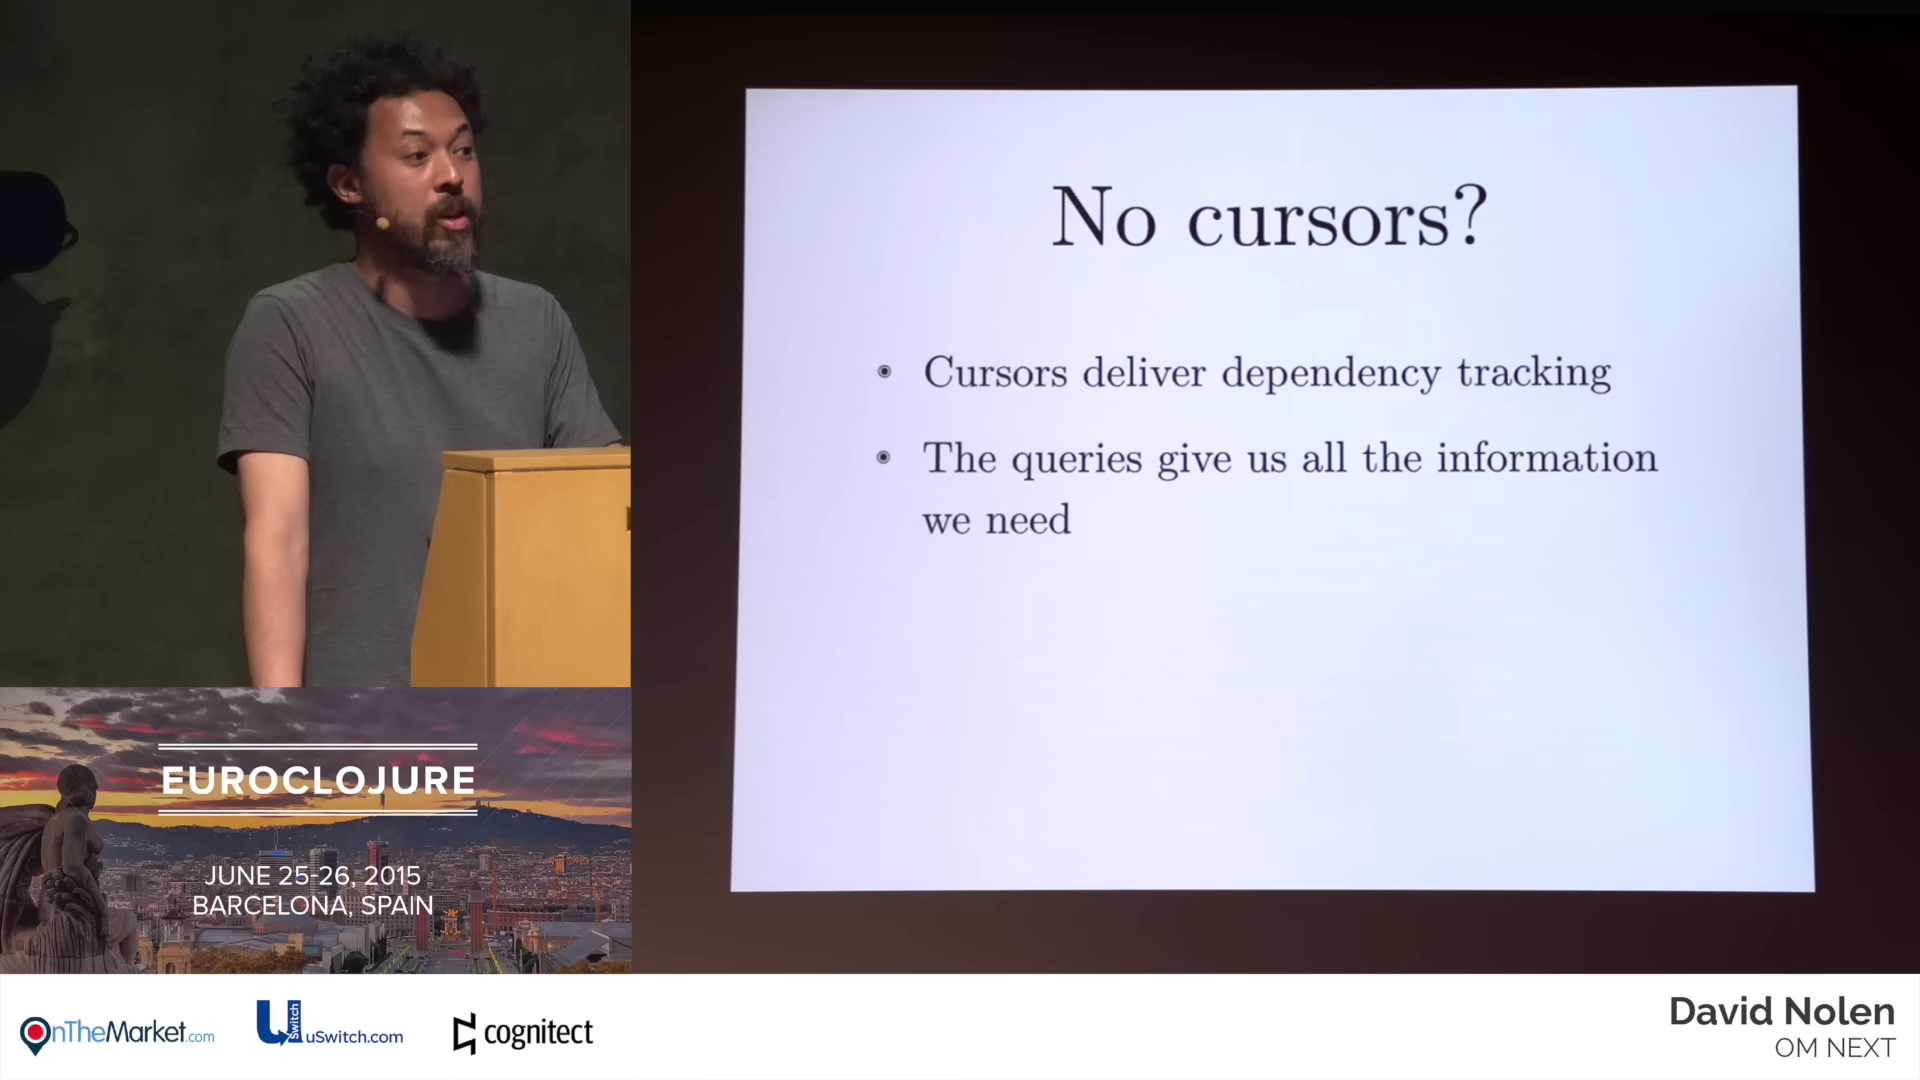 No cursors?
Cursors deliver dependency tracking
The queries give us all the information
we need
EUROCLOJURE
JUNE 25-26, 2015
BARCELONA, SPAIN
OnTheMarket.com
USwitch
uSwitch.com
cognitect
David Nolen
OM NEXT